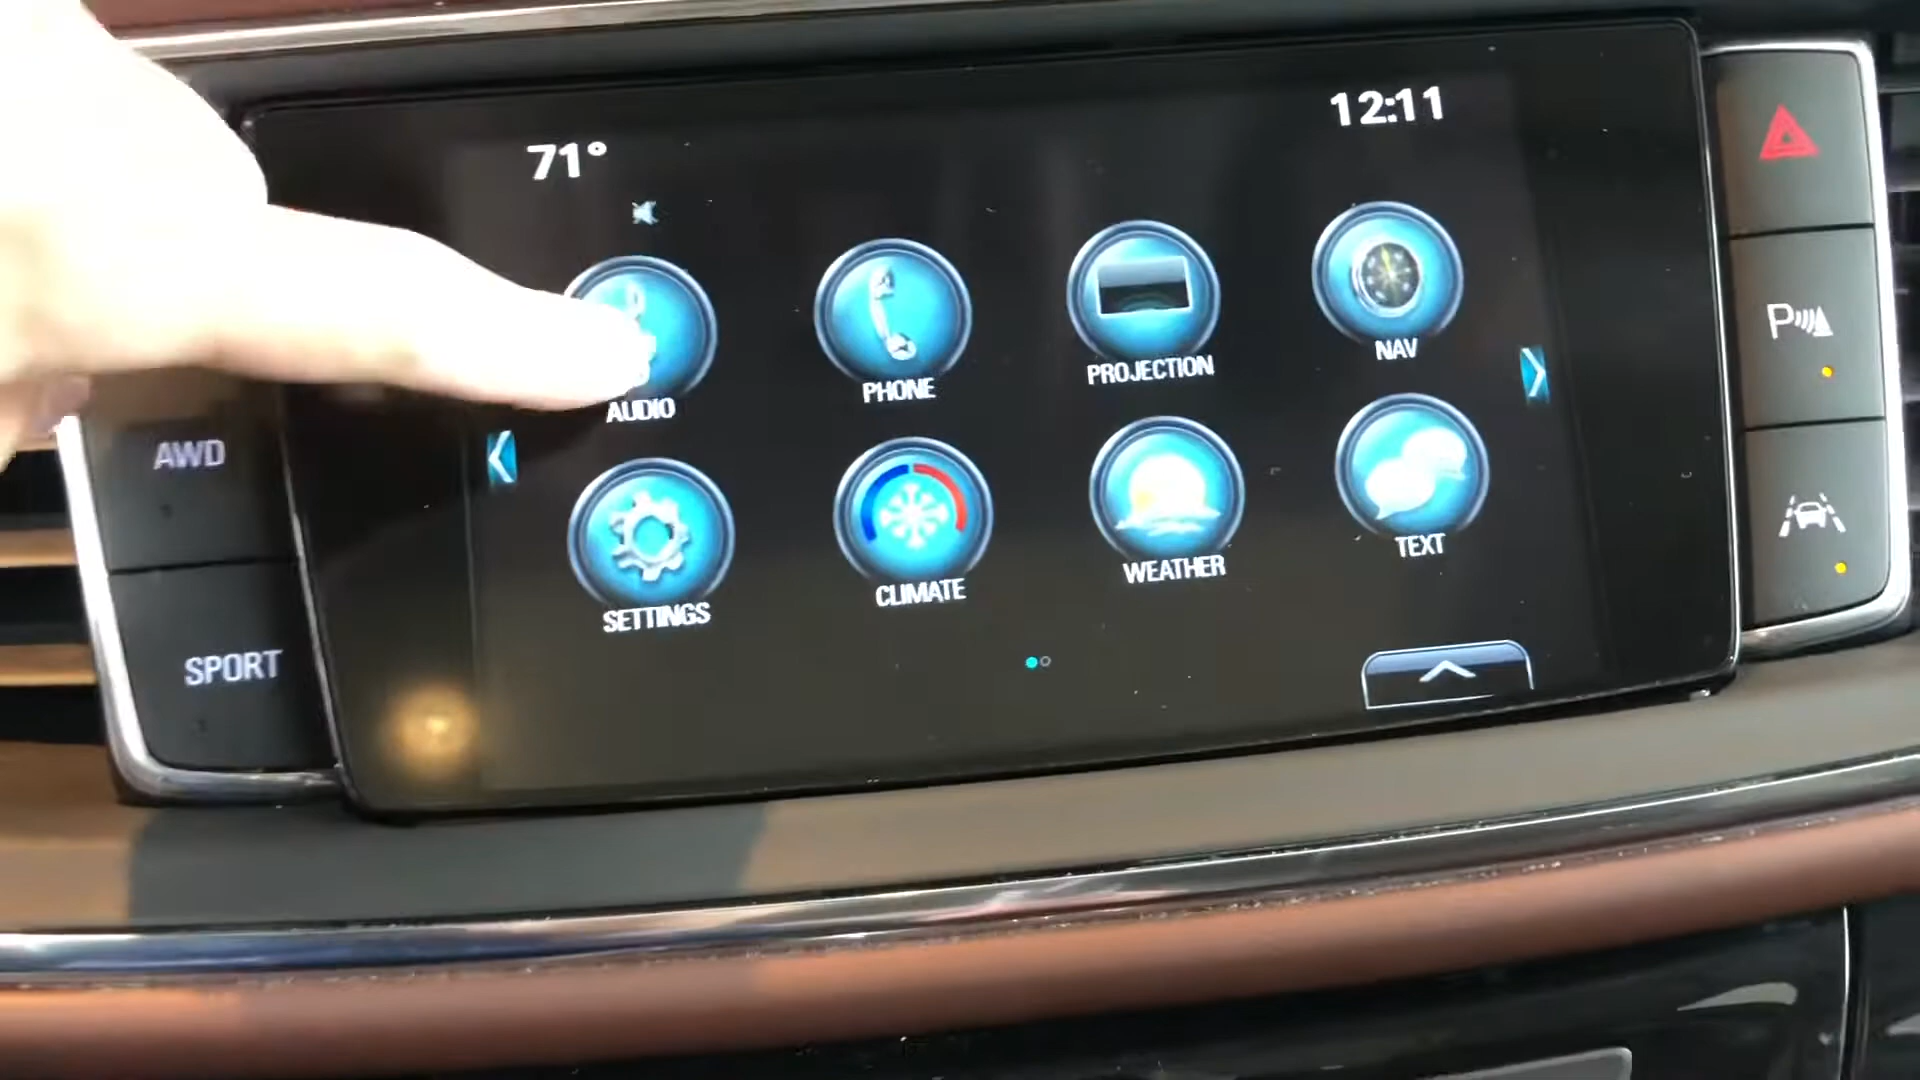 71°
12:11
AUDIO
PHONE
PROJECTION
NAV
SETTINGS
CLIMATE
WEATHER
TEXT
AWD
SPORT
P